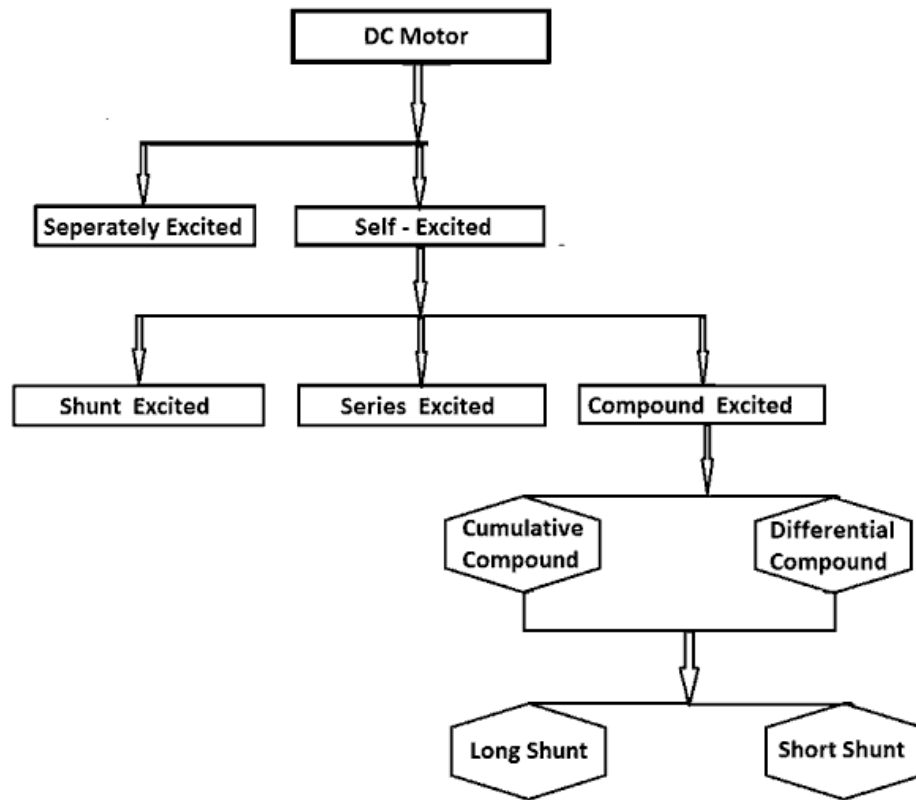 DC Motor
Seperately Excited
Self - Excited
Shunt Excited
Series Excited
Compound Excited
Cumulative
Compound
Differential
Compound
Long Shunt
Short Shunt